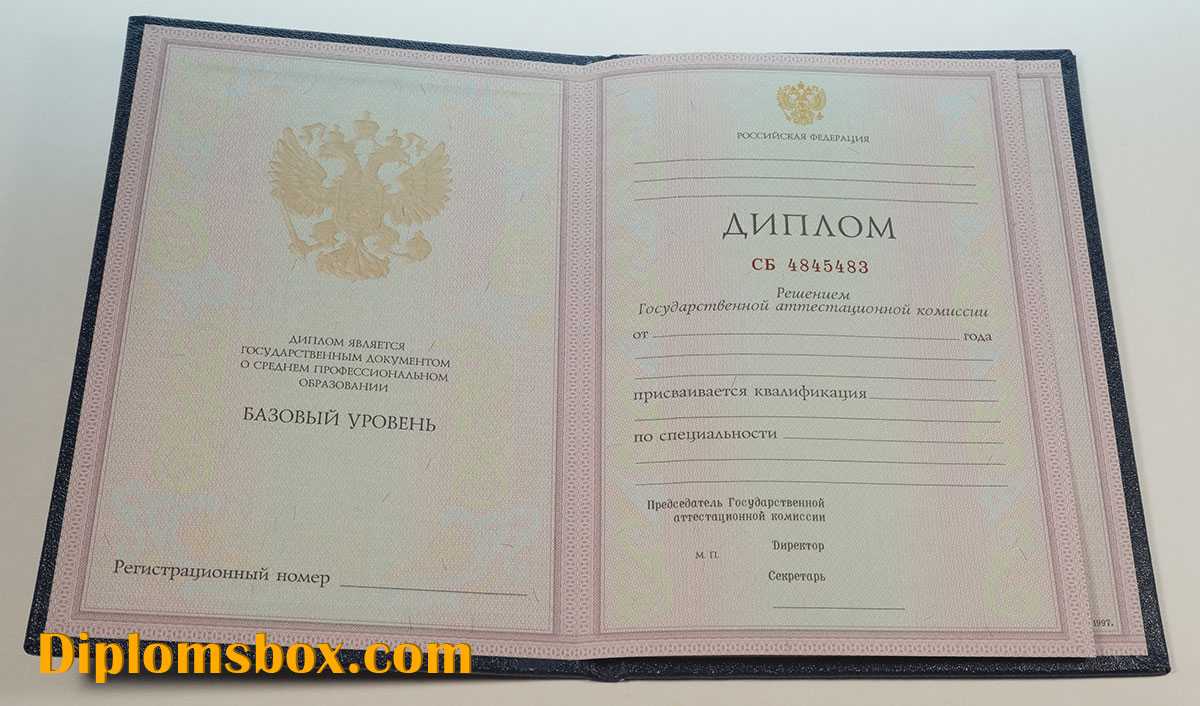 ДИПЛОМ ЯВЛЯЕТСЯ
ГОСУДАРСТВЕННЫМ ДОКУМЕНТОМ
О СРЕДНЕМ ПРОФЕССИОНАЛЬНОМ
ОБРАЗОВАНИИ
БАЗОВЫЙ УРОВЕНЬ
Регистрационный номер
РОССИЙСКАЯ ФЕДЕРАЦИЯ
ДИПЛОМ
СБ 4845483
Решением
Государственной аттестационной комиссии
от года
присваивается квалификация
по специальности
Председатель Государственной
аттестационной комиссии
М. П. Директор
Секретарь
1997.
Diplomsbox.com